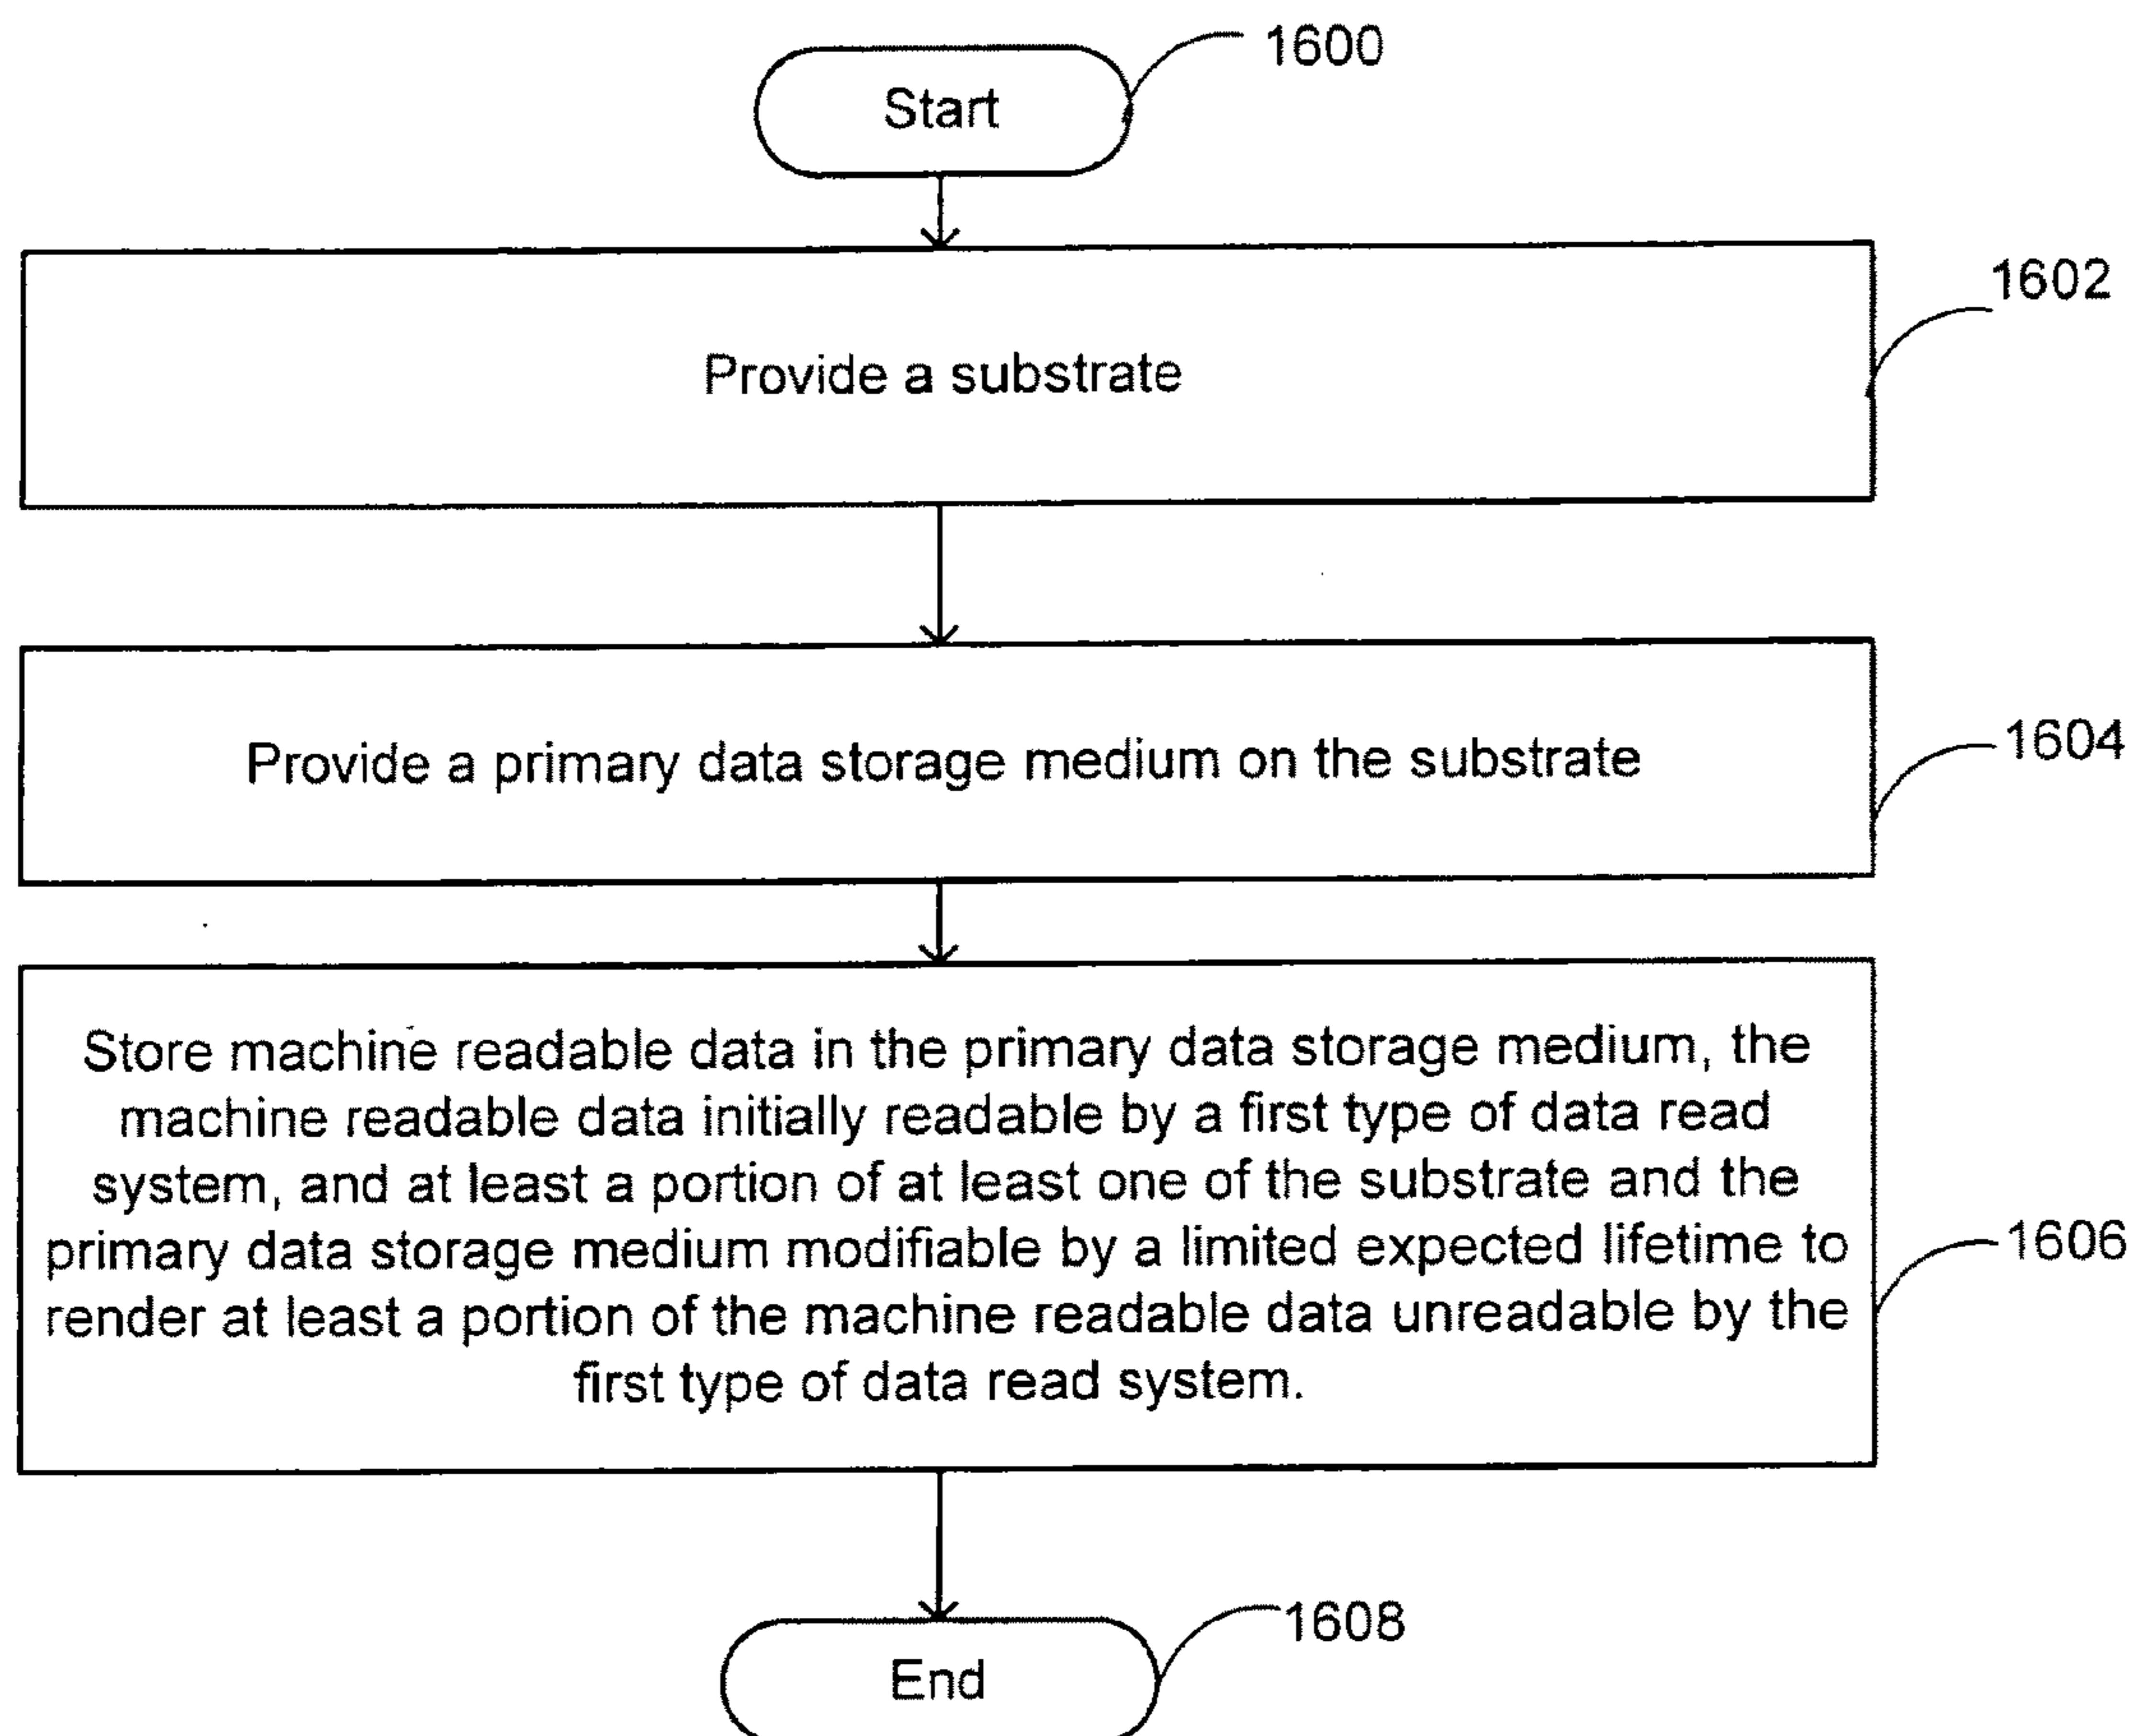 1600
Start
1602
Provide a substrate
1604
Provide a primary data storage medium on the substrate
Store machine readable data in the primary data storage medium, the
machine readable data initially readable by a first type of data read
system, and at least a portion of at least one of the substrate and the
primary data storage medium modifiable by a limited expected lifetime to
render at least a portion of the machine readable data unreadable by the
first type of data read system.
1606
1608
End